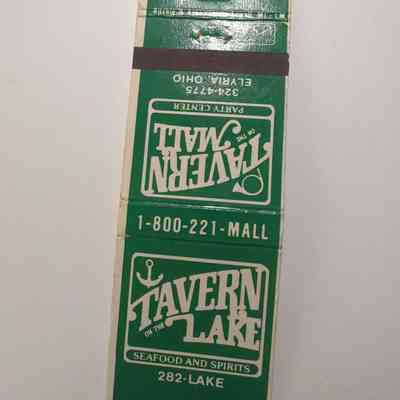 324-4775
ELYRIA, OHIO
PARTY CENTER
TAVERN
ON THE
MALL
1-800-221-MALL
TAVERN
ON THE
LAKE
SEAFOOD AND SPIRITS
282-LAKE